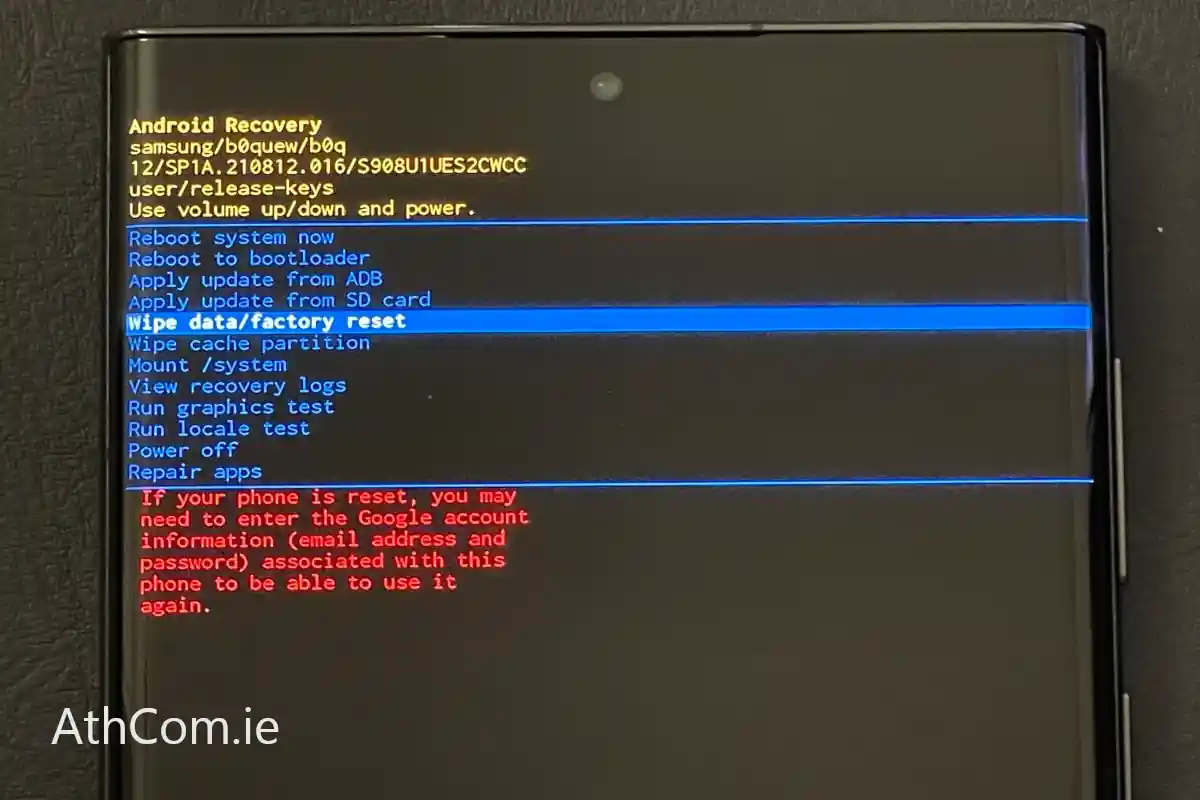 Android Recovery
samsung/b0quew/b0q
12/SP1A.210812.016/S908U1UES2CWCC
user/release-keys
Use volume up/down and power.
Reboot system now
Reboot to bootloader
Apply update from ADB
Apply update from SD card
Wipe data/factory reset
Wipe cache partition
Mount /system
View recovery logs
Run graphics test
Run locale test
Power off
Repair apps
If your phone is reset, you may
need to enter the Google account
information (email address and
password) associated with this
phone to be able to use it
again.
AthCom.ie